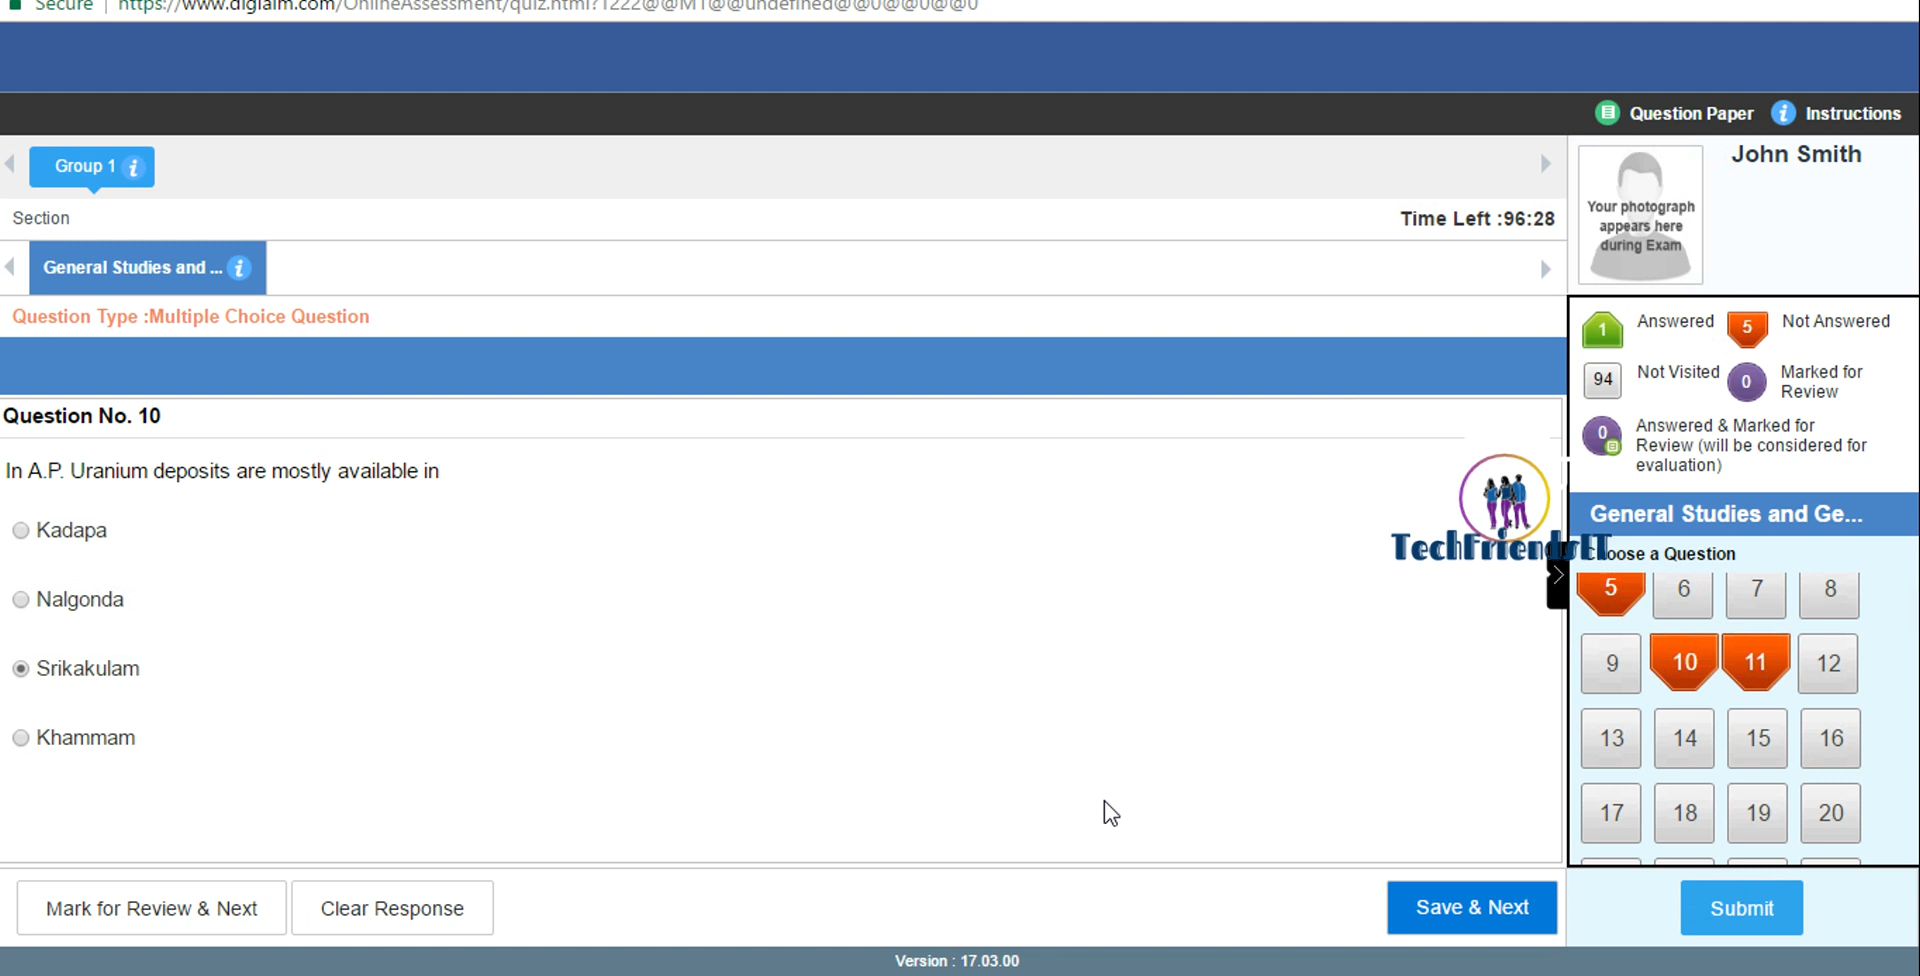 Secure https://www.digialm.com/OnlineAssessment/quiz.html?1222@@M1@@undefined@@0@@0@@0
Question Paper i Instructions
Group 1 i
John Smith
Your photograph
appears here
during Exam
Section
Time Left :96:28
General Studies and ... i
Question Type :Multiple Choice Question
1 Answered 5 Not Answered
94 Not Visited 0 Marked for
Review
0 Answered & Marked for
Review (will be considered for
evaluation)
Question No. 10
In A.P. Uranium deposits are mostly available in
Kadapa
Nalgonda
Srikakulam
Khammam
TechFriendsIT
General Studies and Ge...
Choose a Question
5 6 7 8
9 10 11 12
13 14 15 16
17 18 19 20
Mark for Review & Next Clear Response Save & Next Submit
Version : 17.03.00